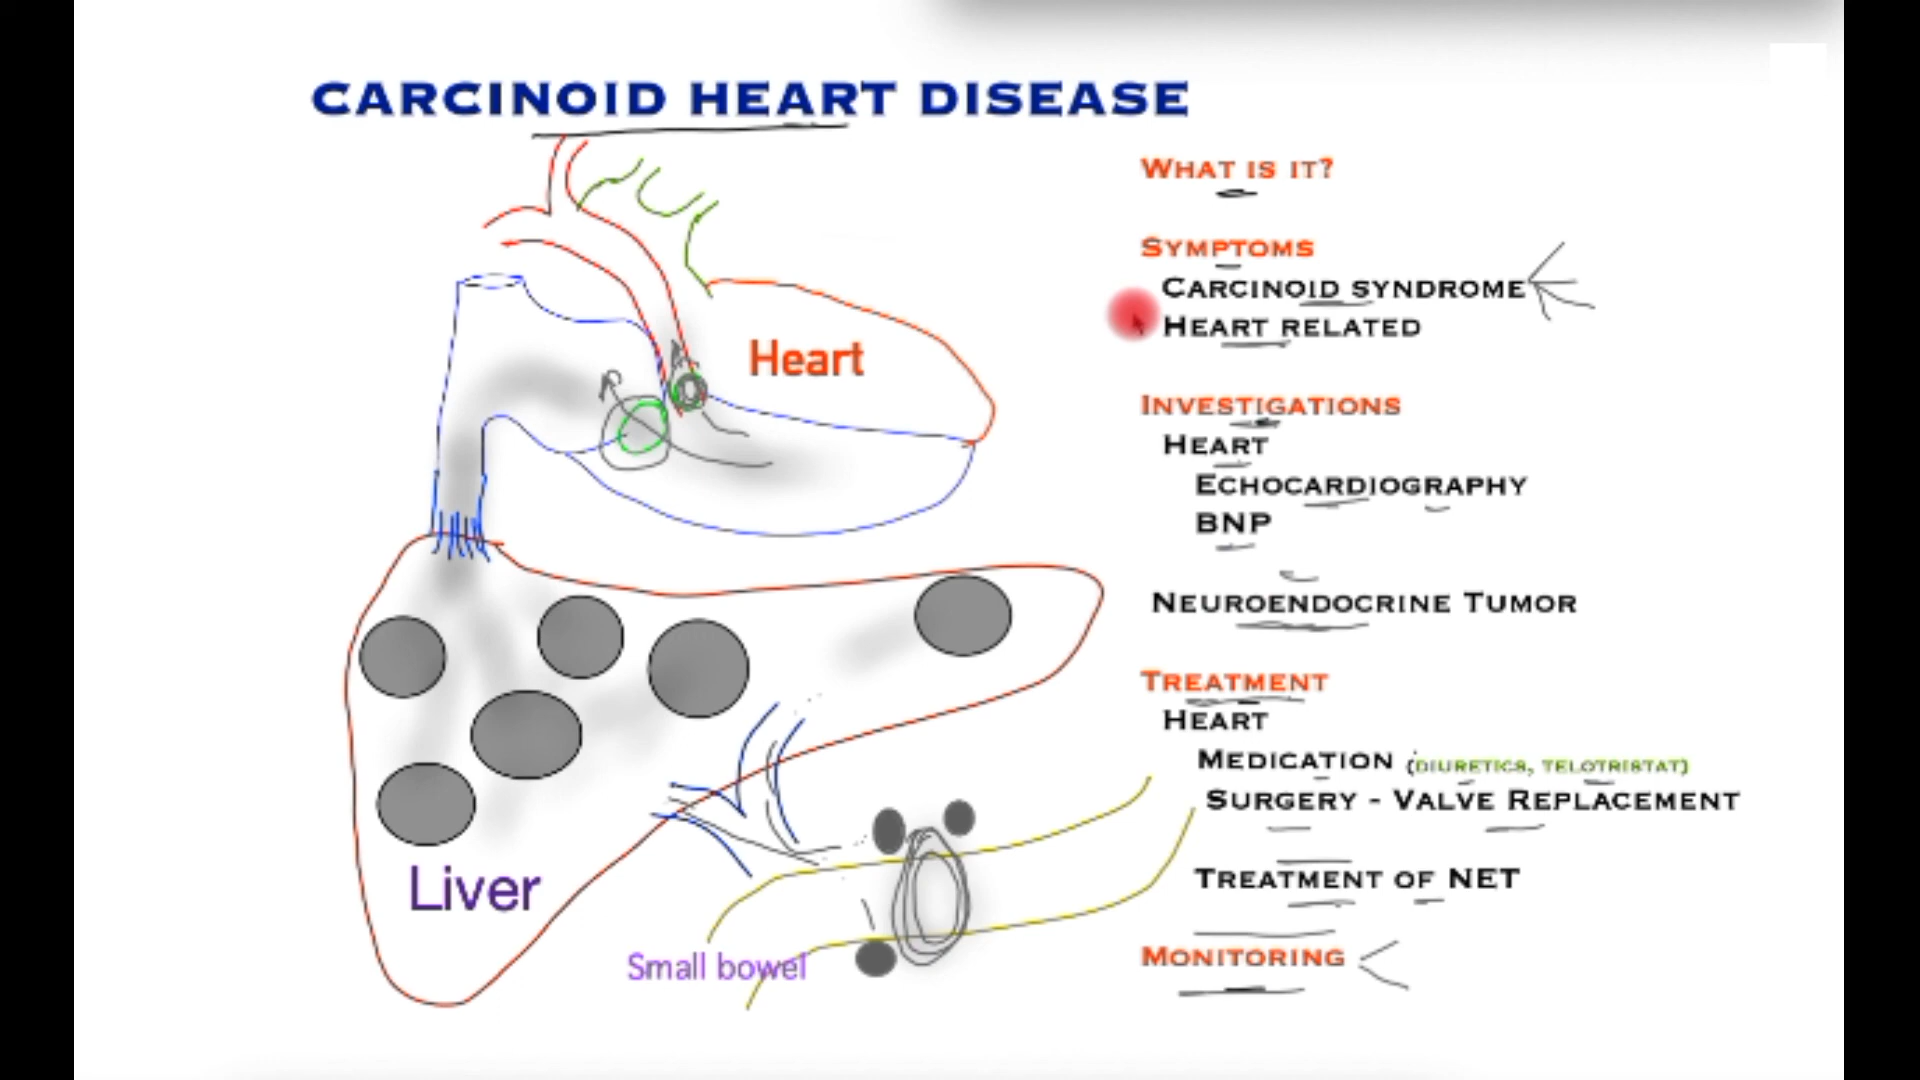 CARCINOID HEART DISEASE
WHAT IS IT?
SYMPTOMS
CARCINOID SYNDROME
HEART RELATED
Heart
INVESTIGATIONS
HEART
ECHOCARDIOGRAPHY
BNP
NEUROENDOCRINE TUMOR
TREATMENT
HEART
MEDICATION (DIURETICS, TELOTRISTAT)
SURGERY - VALVE REPLACEMENT
TREATMENT OF NET
MONITORING
Liver
Small bowel